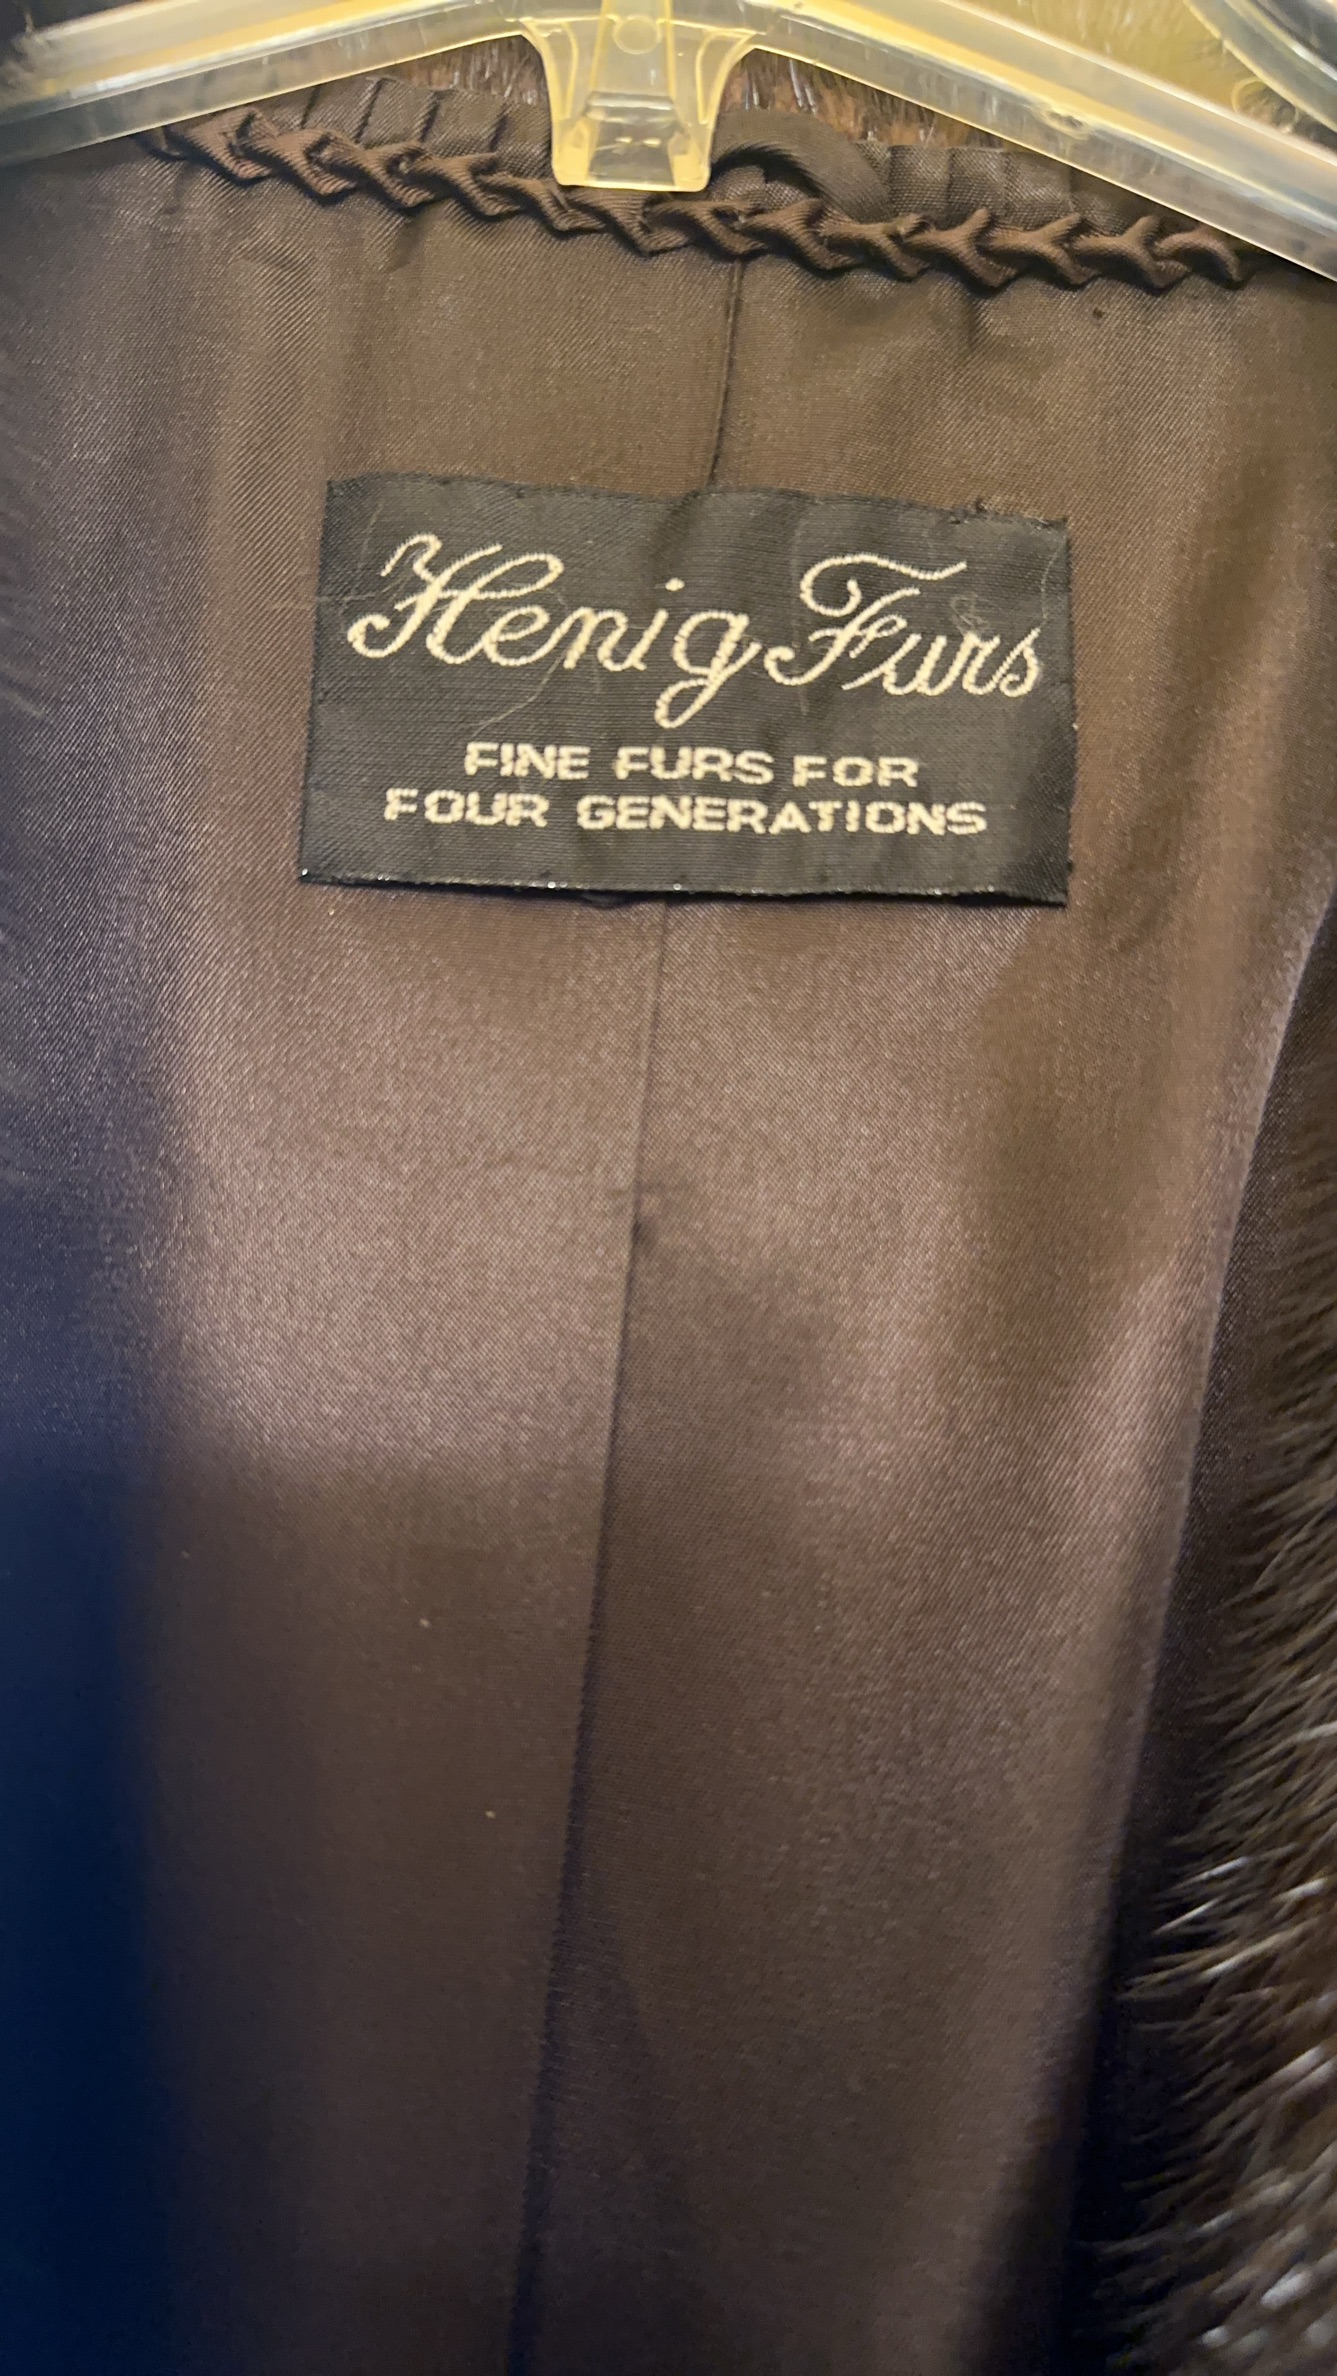 Henig Furs
FINE FURS FOR
FOUR GENERATIONS